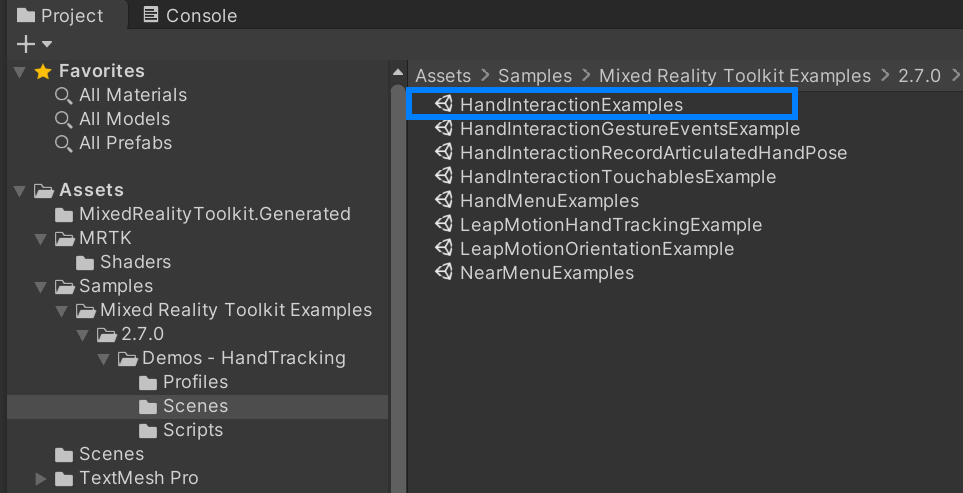 Project
Console
Favorites
All Materials
All Models
All Prefabs
Assets
MixedRealityToolkit.Generated
MRTK
Shaders
Samples
Mixed Reality Toolkit Examples
2.7.0
Demos - HandTracking
Profiles
Scenes
Scripts
Scenes
TextMesh Pro
Assets > Samples > Mixed Reality Toolkit Examples > 2.7.0 >
HandInteractionExamples
HandInteractionGestureEventsExample
HandInteractionRecordArticulatedHandPose
HandInteractionTouchablesExample
HandMenuExamples
LeapMotionHandTrackingExample
LeapMotionOrientationExample
NearMenuExamples